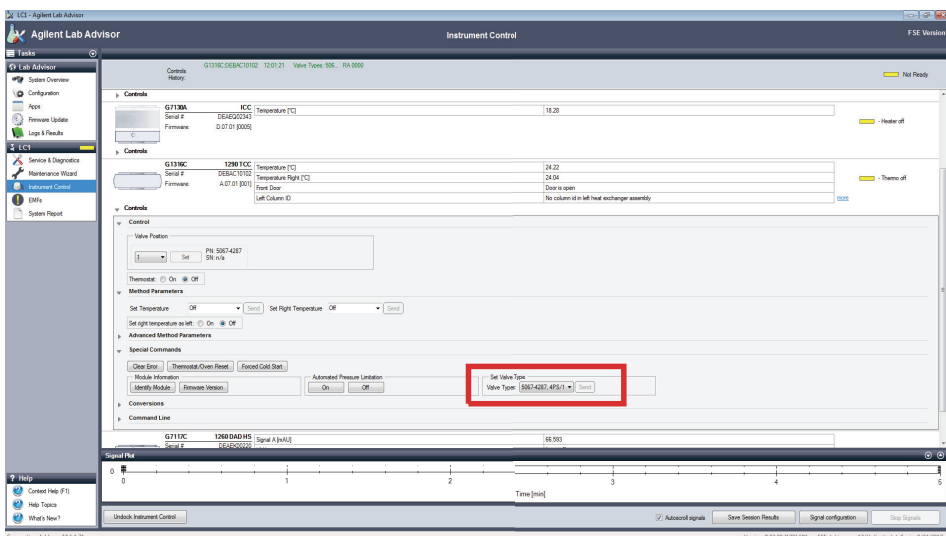 LC1 - Agilent Lab Advisor
Agilent Lab Advisor
Instrument Control
FSE Version
Tasks
Lab Advisor
System Overview
Configuration
Apps
Firmware Update
Logs & Results
LC1
Service & Diagnostics
Maintenance Wizard
Instrument Control
EMFs
System Report
? Help
Context Help (F1)
Help Topics
What's New?
Controls History:
G1316C:DEBAC10102 12:01:21 Valve Types: 506... RA 0000
Not Ready
Controls
G7130A ICC
Serial # DEAEQ02343
Firmware D.07.01 [0005]
Temperature [°C] 18.28
- Heater off
Controls
G1316C 1290 TCC
Serial # DEBAC10102
Firmware A.07.01 [001]
Temperature [°C] 24.22
Temperature Right [°C] 24.04
Front Door Door is open
Left Column ID No column id in left heat exchanger assembly
more
- Thermo off
Controls
Control
Valve Position
1 Set PN: 5067-4287
SN: n/a
Thermostat: On Off
Method Parameters
Set Temperature Off Send Set Right Temperature Off Send
Set right temperature as left: On Off
Advanced Method Parameters
Special Commands
Clear Error Thermostat/Oven Reset Forced Cold Start
Module Information
Identify Module Firmware Version
Automated Pressure Limitation
On Off
Set Valve Type
Valve Types: 5067-4287, 4PS/1 Send
Conversions
Command Line
G7117C 1260 DAD HS
Serial # DEAEK00220
Signal A [mAU] 66.593
Signal Plot
0
0 1 2 3 4 5
Time [min]
Undock Instrument Control
Autoscroll signals Save Session Results Signal configuration Stop Signals